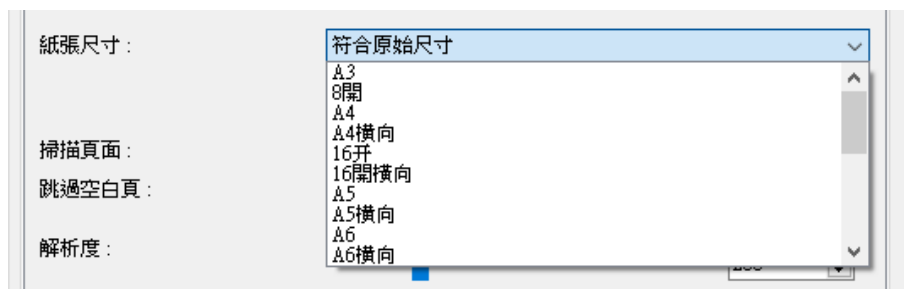 紙張尺寸 :
符合原始尺寸
A3
8開
A4
A4橫向
16开
16開橫向
A5
A5橫向
A6
A6橫向
掃描頁面 :
跳過空白頁 :
解析度 :